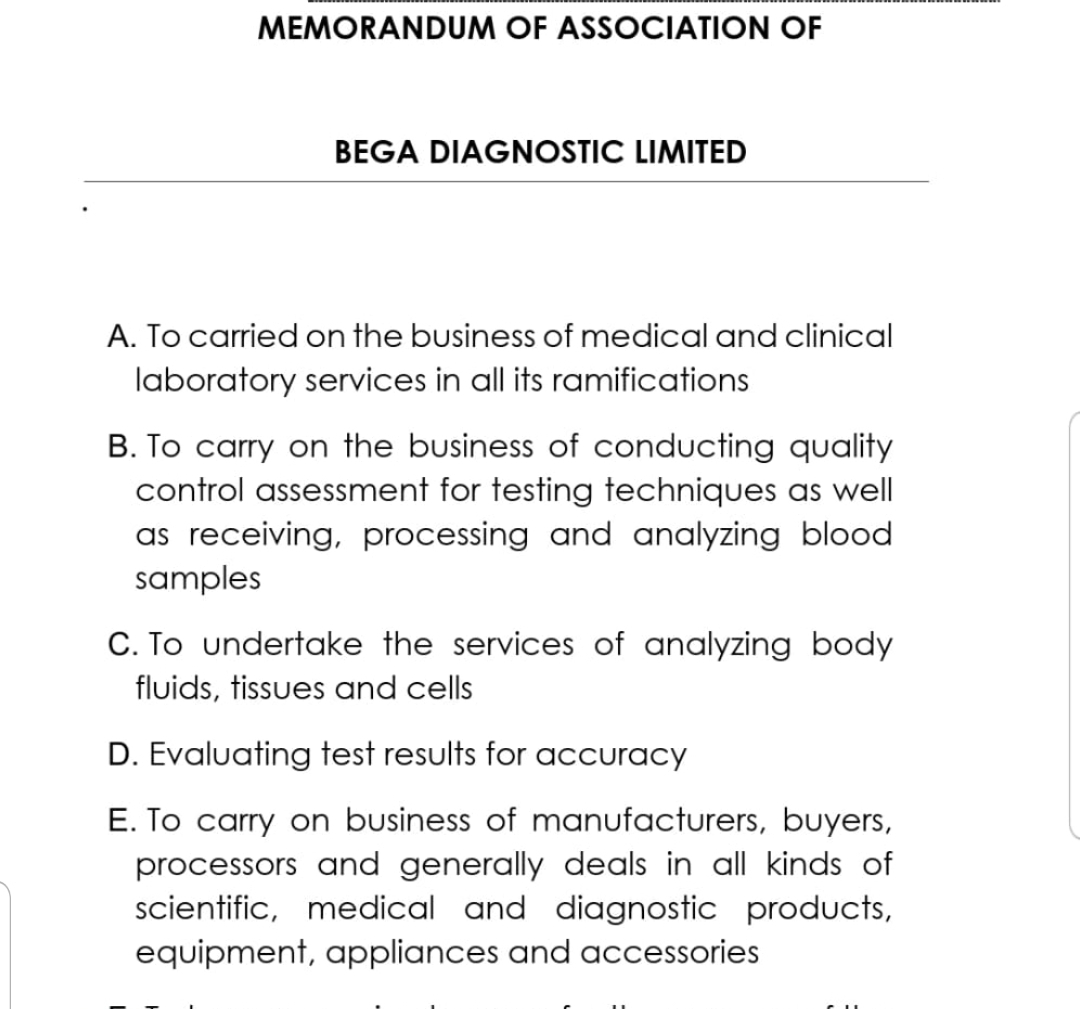 MEMORANDUM OF ASSOCIATION OF
BEGA DIAGNOSTIC LIMITED
.
A. To carried on the business of medical and clinical
laboratory services in all its ramifications
B. To carry on the business of conducting quality
control assessment for testing techniques as well
as receiving, processing and analyzing blood
samples
C. To undertake the services of analyzing body
fluids, tissues and cells
D. Evaluating test results for accuracy
E. To carry on business of manufacturers, buyers,
processors and generally deals in all kinds of
scientific, medical and diagnostic products,
equipment, appliances and accessories